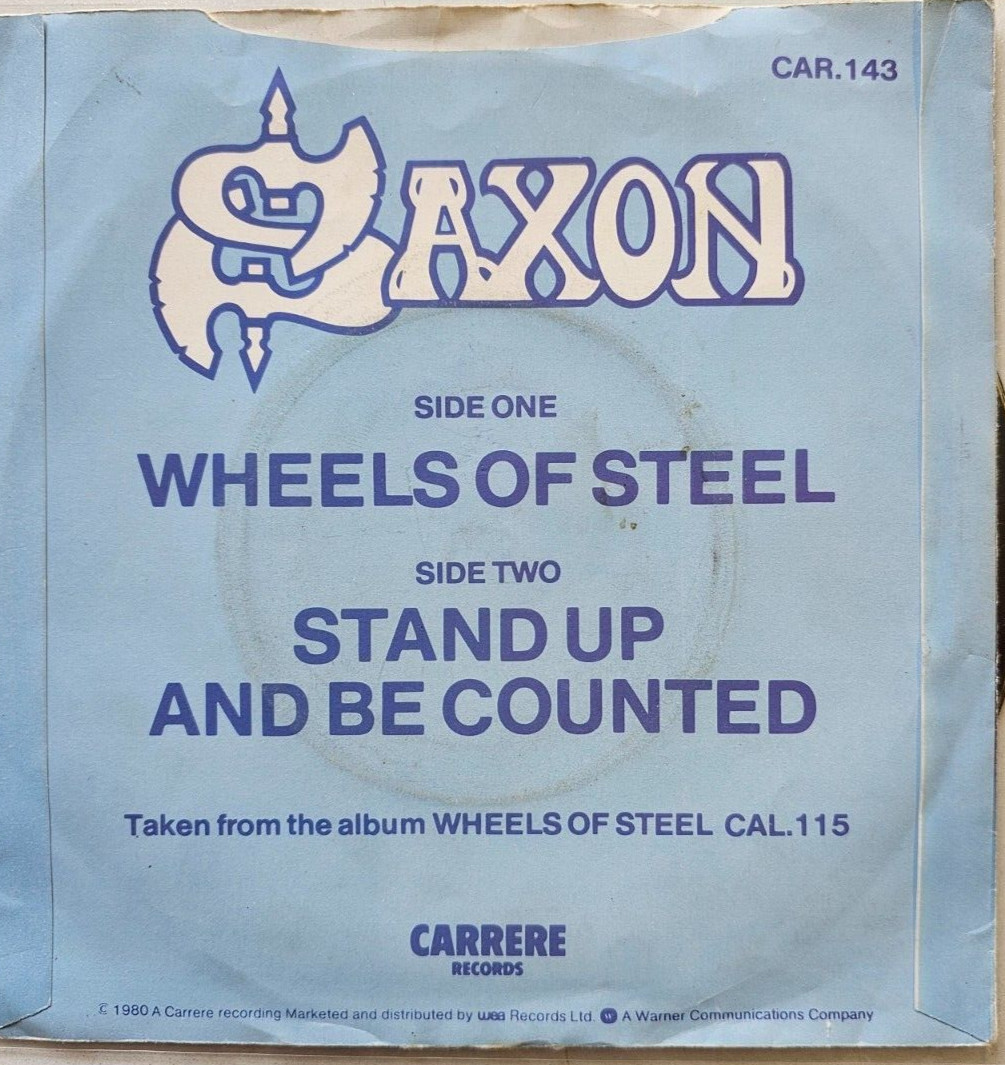 CAR.143
SAXON
SIDE ONE
WHEELS OF STEEL
SIDE TWO
STAND UP
AND BE COUNTED
Taken from the album WHEELS OF STEEL CAL.115
CARRERE
RECORDS
© 1980 A Carrere recording Marketed and distributed by wea Records Ltd. W A Warner Communications Company